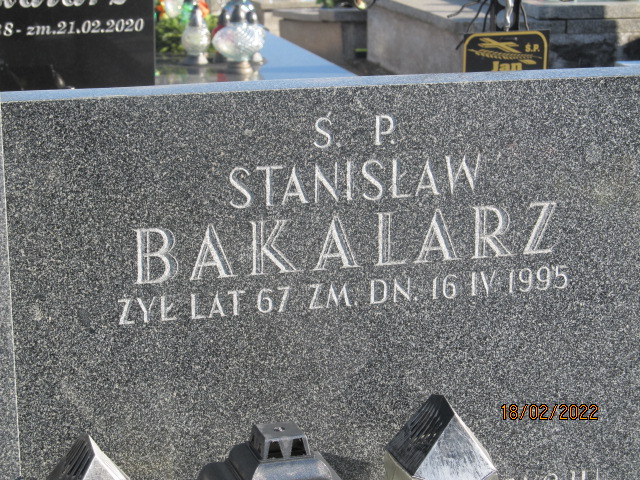 8 - zm. 21.02.2020
Ś.P.
Jan
Ś. P.
STANISŁAW
BAKALARZ
ŻYŁ LAT 67 ZM. DN. 16 IV 1995
18/02/2022